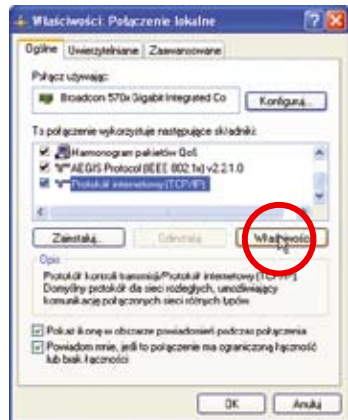 Właściwości: Połączenie lokalne
Ogólne Uwierzytelnianie Zaawansowane
Połącz używając:
Broadcom 570x Gigabit Integrated Co
Konfiguruj...
To połączenie wykorzystuje następujące składniki:
Harmonogram pakietów QoS
AEGIS Protocol (IEEE 802.1x) v2.2.1.0
Protokół internetowy (TCP/IP)
Zainstaluj... Odinstaluj Właściwości
Opis
Protokół kontroli transmisji/Protokół internetowy (TCP/IP).
Domyślny protokół dla sieci rozległych, umożliwiający
komunikację połączonych sieci różnych typów
Pokaż ikonę w obszarze powiadomień podczas połączenia
Powiadom mnie, jeśli to połączenie ma ograniczoną łączność
lub brak łączności
OK Anuluj